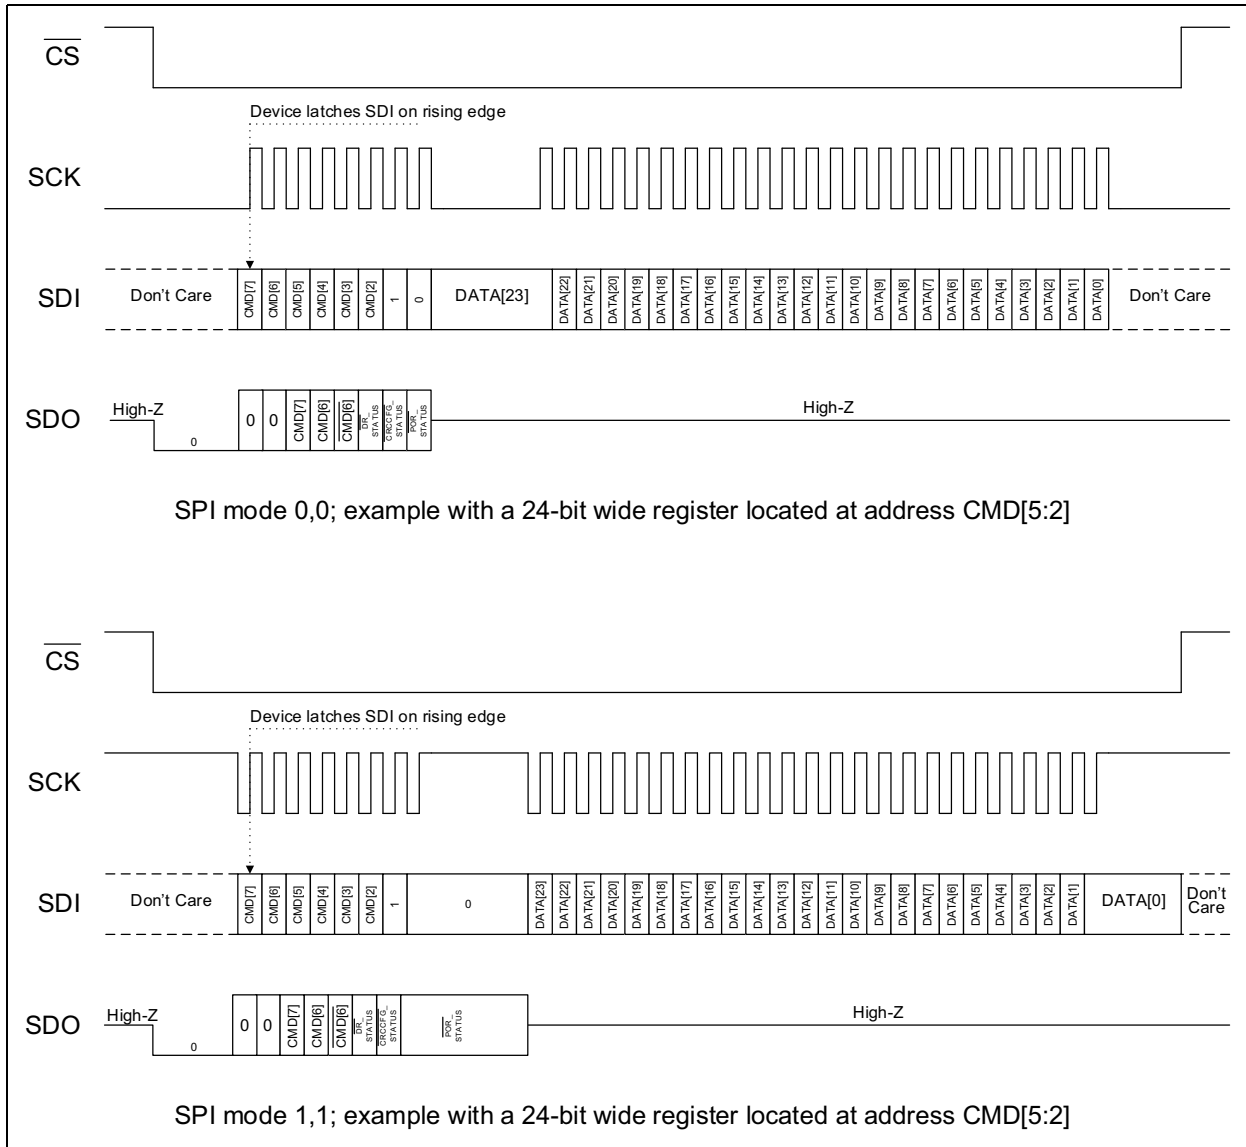 CS
Device latches SDI on rising edge
SCK
SDI Don't Care CMD[7] CMD[6] CMD[5] CMD[4] CMD[3] CMD[2] 1 0 DATA[23] DATA[22] DATA[21] DATA[20] DATA[19] DATA[18] DATA[17] DATA[16] DATA[15] DATA[14] DATA[13] DATA[12] DATA[11] DATA[10] DATA[9] DATA[8] DATA[7] DATA[6] DATA[5] DATA[4] DATA[3] DATA[2] DATA[1] DATA[0] Don't Care
SDO High-Z 0 0 0 CMD[7] CMD[6] CMD[6] DR_STATUS CRCCFG_STATUS POR_STATUS High-Z
SPI mode 0,0; example with a 24-bit wide register located at address CMD[5:2]
CS
Device latches SDI on rising edge
SCK
SDI Don't Care CMD[7] CMD[6] CMD[5] CMD[4] CMD[3] CMD[2] 1 0 DATA[23] DATA[22] DATA[21] DATA[20] DATA[19] DATA[18] DATA[17] DATA[16] DATA[15] DATA[14] DATA[13] DATA[12] DATA[11] DATA[10] DATA[9] DATA[8] DATA[7] DATA[6] DATA[5] DATA[4] DATA[3] DATA[2] DATA[1] DATA[0] Don't Care
SDO High-Z 0 0 0 CMD[7] CMD[6] CMD[6] DR_STATUS CRCCFG_STATUS POR_STATUS High-Z
SPI mode 1,1; example with a 24-bit wide register located at address CMD[5:2]